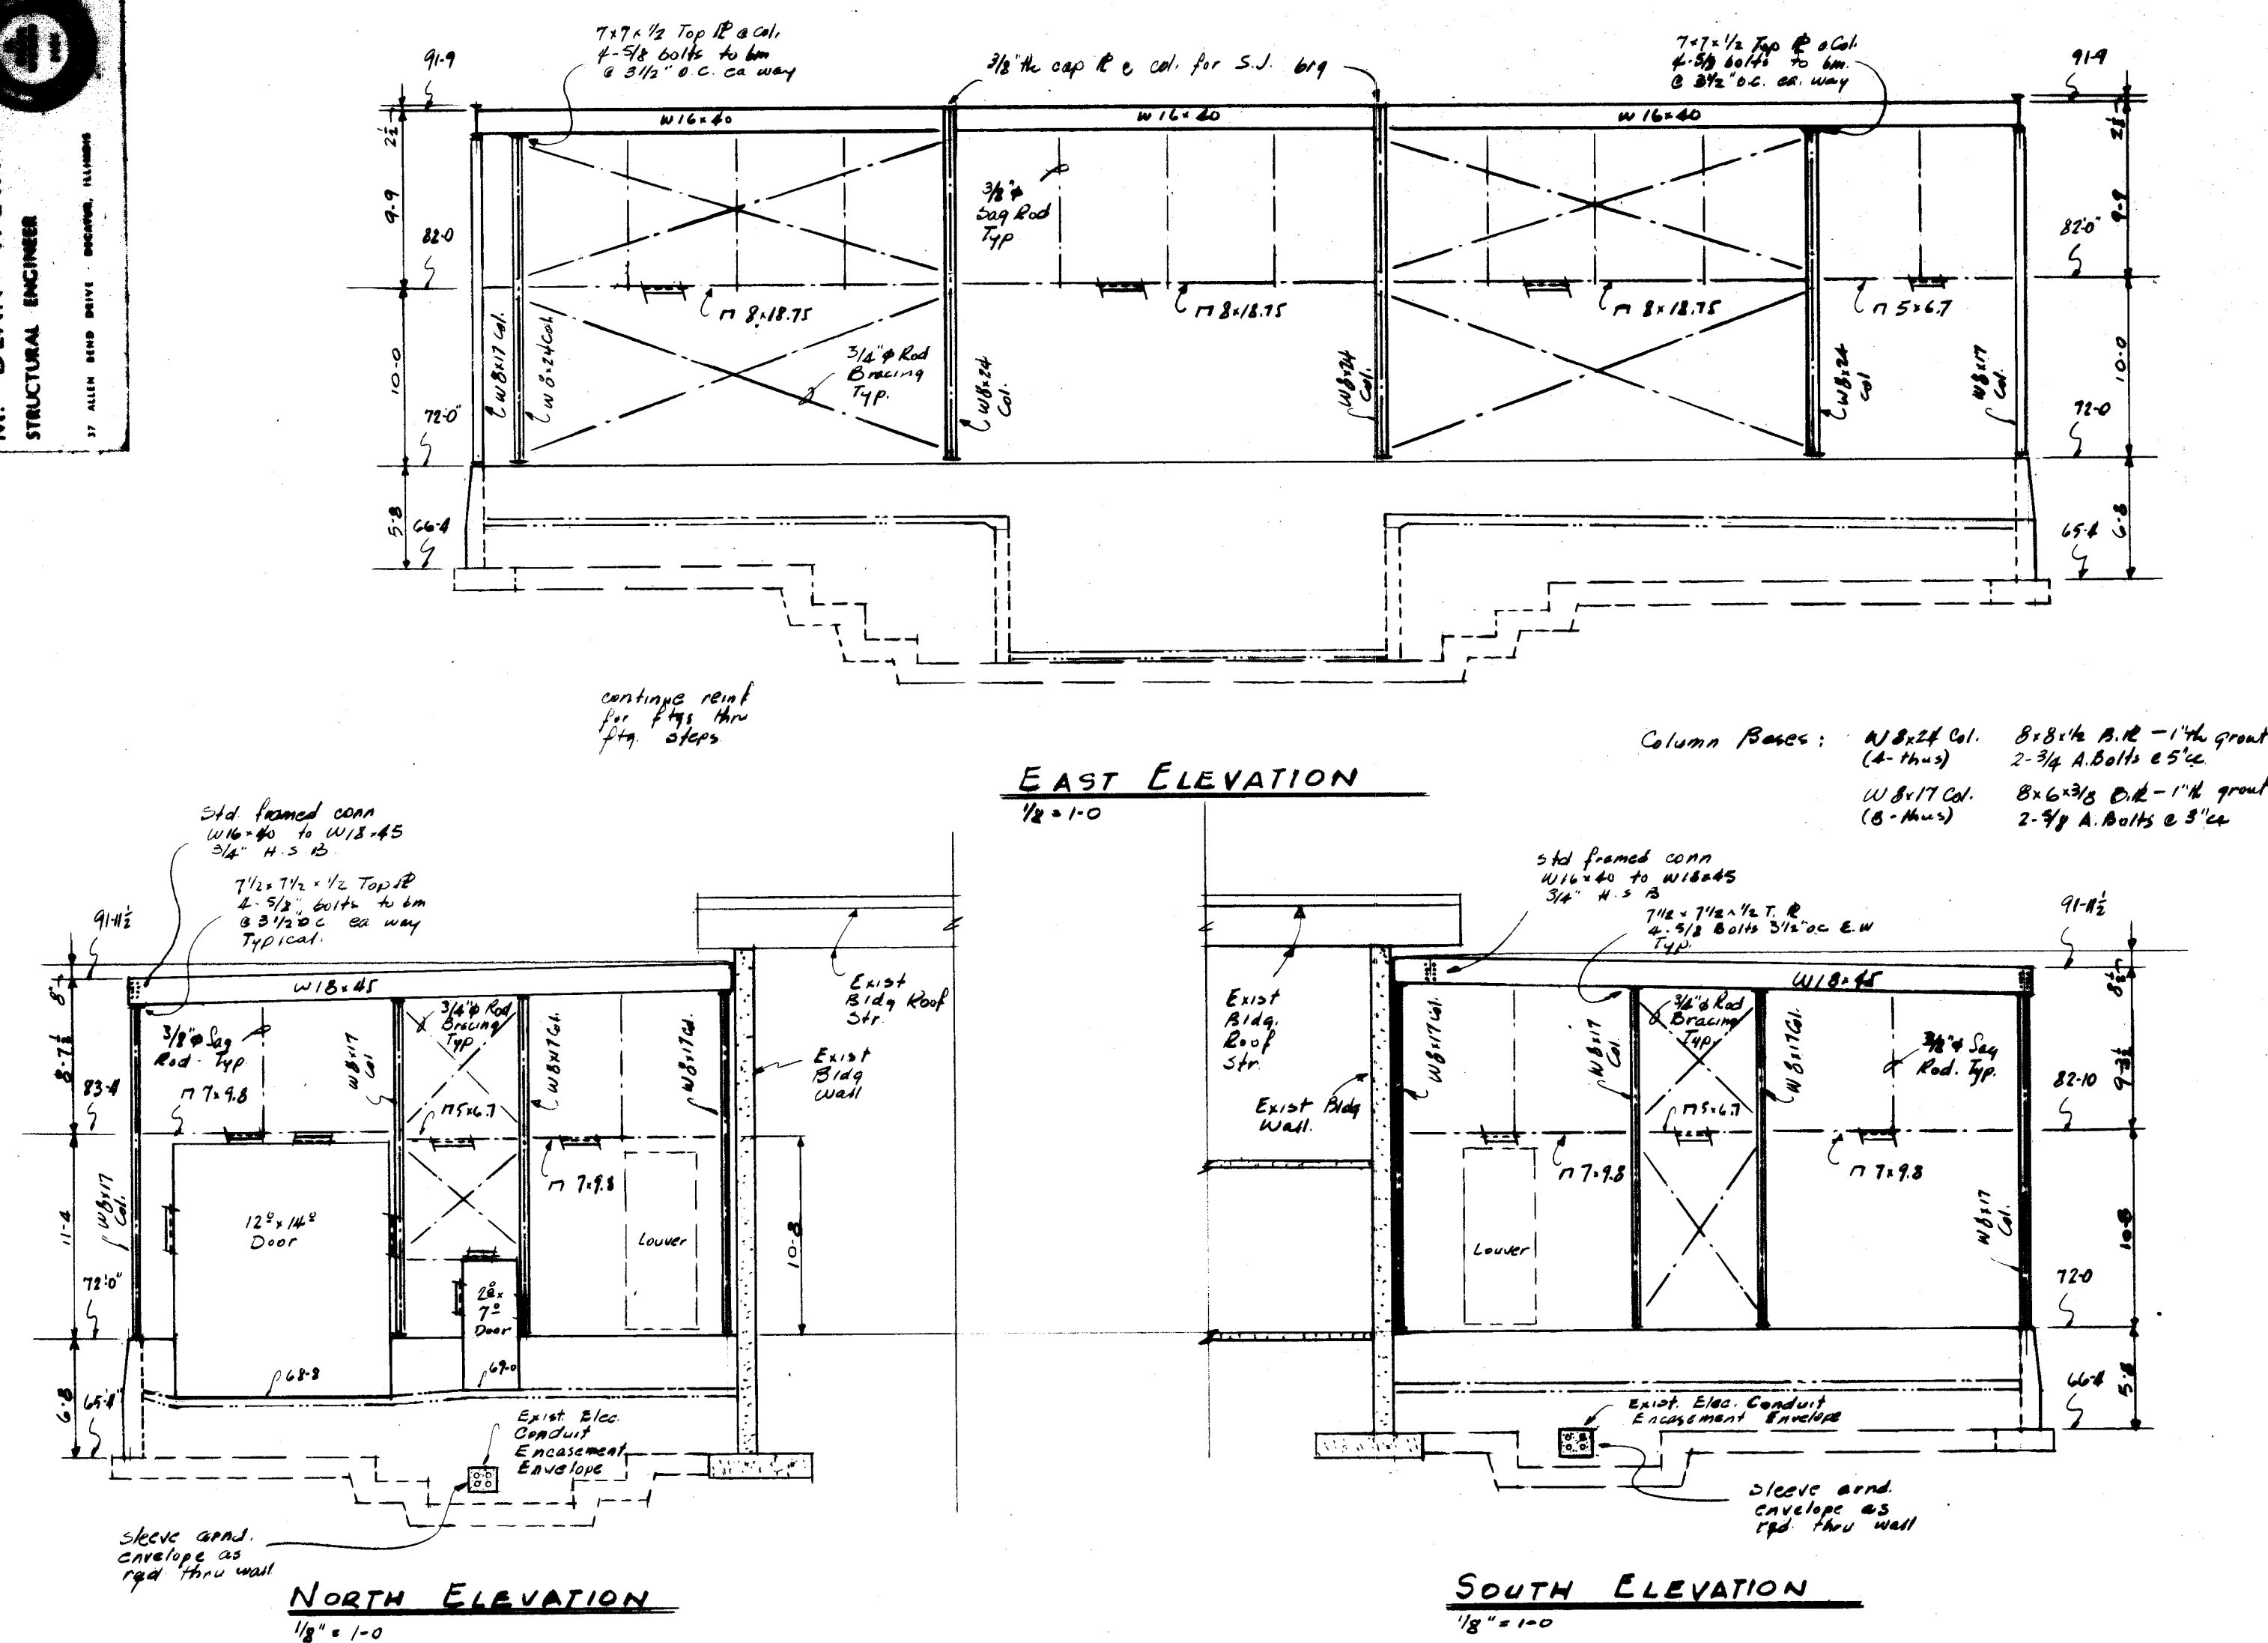 STRUCTURAL ENGINEER
37 ALLEN BEND DRIVE · DECATUR, ILLINOIS
7x7x1/2 Top ℄ @ Col.
4-5/8 bolts to bm
@ 3 1/2" O.C. ea way
3/8" thk cap ℄ @ col. for S.J. brg
7x7x1/2 Top ℄ @ Col.
4-5/8 bolts to bm.
@ 3 1/2" o.c. ea. way
91-9
91-9
W16x40
W16x40
W16x40
2 1/2
9-9
82-0
10-0
72-0"
5-8
66-4
3/8"φ
Sag Rod
Typ
⊓ 8x18.75
⊓ 8x18.75
⊓ 8x18.75
⊓ 5x6.7
W8x17 Col.
W8x24 Col.
3/4"φ Rod
Bracing
Typ.
W8x24
Col.
W8x24
Col.
W8x24
Col
W8x17
Col.
82'0"
9-9
10-0
72-0
6-8
65-4
continue reinf
for ftgs thru
ftg. steps
EAST ELEVATION
1/8 = 1-0
Column Bases:
W8x24 Col.
(4-thus)
8x8x1/2 B.℄ - 1"th grout
2-3/4 A.Bolts @ 5"cc
W8x17 Col.
(8-thus)
8x6x3/8 B.℄ - 1"th grout
2-5/8 A.Bolts @ 3"cc
Std. framed conn
W16x40 to W18x45
3/4" H.S.B.
7 1/2 x 7 1/2 x 1/2 Top ℄
4-5/8" bolts to bm
@ 3 1/2 o.c ea way
Typical.
91-11 1/2
W18x45
8"
8-7 1/2
83-4
11-4
72'0"
6-8
65-4"
3/8"φ Sag
Rod - Typ.
⊓ 7x9.8
W8x17
Col
3/4"φ Rod
Bracing
Typ
W8x17 Col.
W8x17 Col.
⊓5x6.7
⊓ 7x9.8
W8x17
Col.
12⁰ x 14⁰
Door
7⁰
Door
Louver
10-8
68-8
69-0
Exist
Bldg Roof
Str.
Exist
Bldg
Wall
Exist. Elec.
Conduit
Encasement
Envelope
sleeve arnd.
envelope as
rqd thru wall
NORTH ELEVATION
1/8" = 1-0
std framed conn
W16x40 to W18x45
3/4" H.S.B
7 1/2 x 7 1/2 x 1/2 T. ℄
4-5/8 Bolts 3 1/2"oc E.W
Typ.
91-11 1/2
W18x45
Exist
Bldg.
Roof
Str.
Exist Bldg
Wall.
W8x17 Col.
W8x17
Col.
3/4"φ Rod
Bracing
Typ.
W8x17 Col.
3/8"φ Sag
Rod. Typ.
⊓5x6.7
⊓ 7x9.8
⊓ 7x9.8
Louver
W8x17
Col.
8 1/2
9-3 1/2
82-10
10-8
72-0
5-8
66-4
Exist. Elec. Conduit
Encasement Envelope
sleeve arnd.
envelope as
rqd. thru wall
SOUTH ELEVATION
1/8" = 1-0